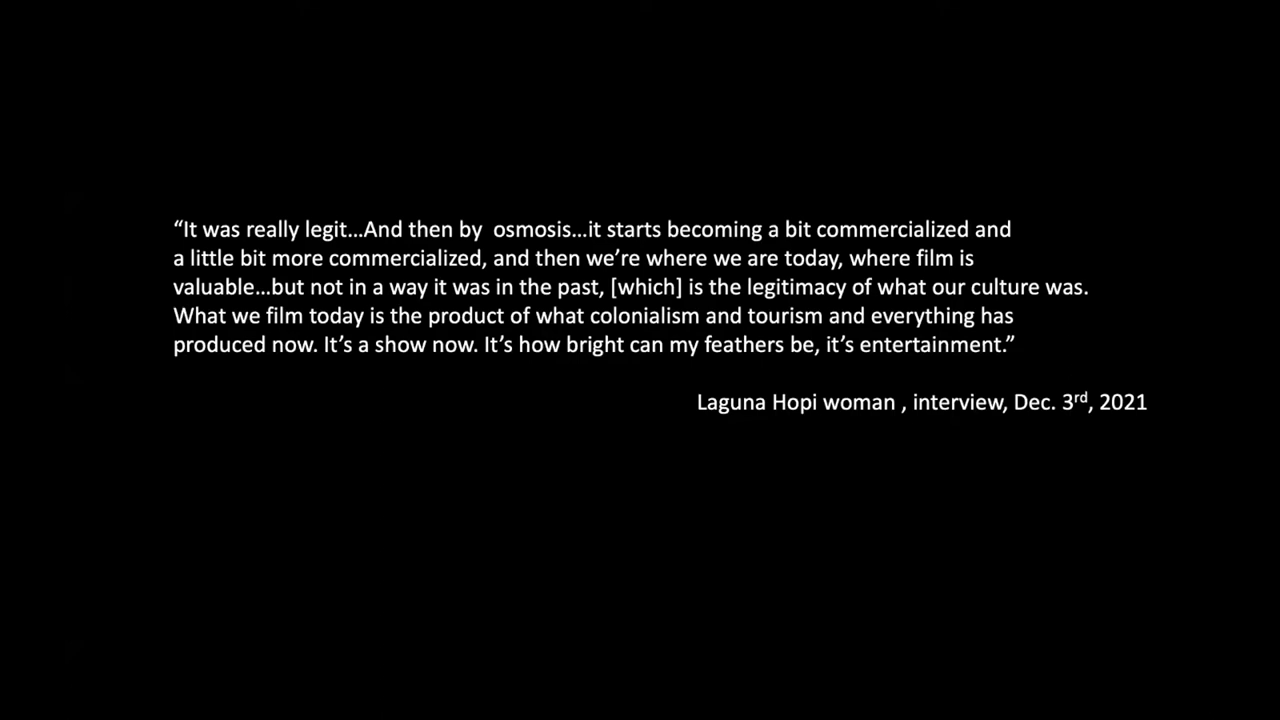 “It was really legit…And then by  osmosis…it starts becoming a bit commercialized and
a little bit more commercialized, and then we’re where we are today, where film is
valuable…but not in a way it was in the past, [which] is the legitimacy of what our culture was.
What we film today is the product of what colonialism and tourism and everything has
produced now. It’s a show now. It’s how bright can my feathers be, it’s entertainment.”
Laguna Hopi woman , interview, Dec. 3rd, 2021